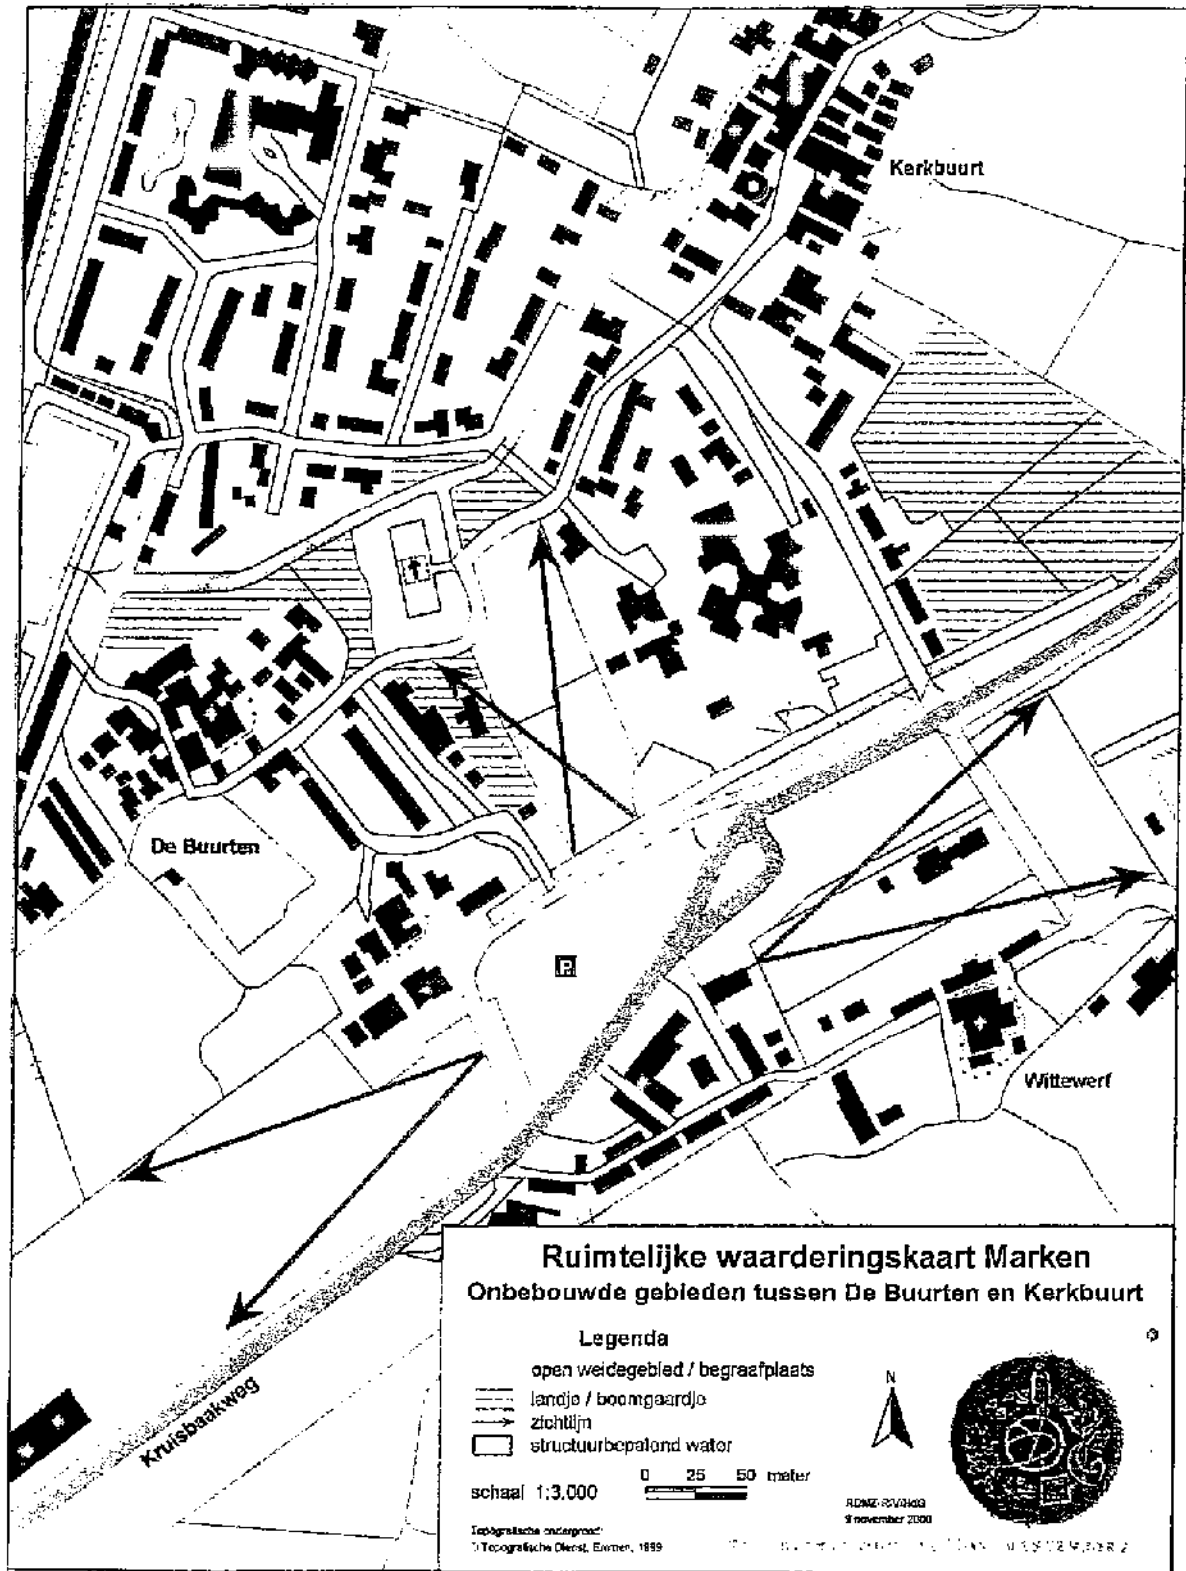 Kerkbuurt
De Buurten
P
Wittewerf
Kruisbaakweg
Ruimtelijke waarderingskaart Marken
Onbebouwde gebieden tussen De Buurten en Kerkbuurt
Legenda
open weidegebied / begraafplaats
landje / boomgaardje
zichtlijn
structuurbepalend water
N
0 25 50 meter
schaal 1:3.000
RDMZ
9 november 2000
Topografische ondergrond:
© Topografische Dienst, Emmen, 1999